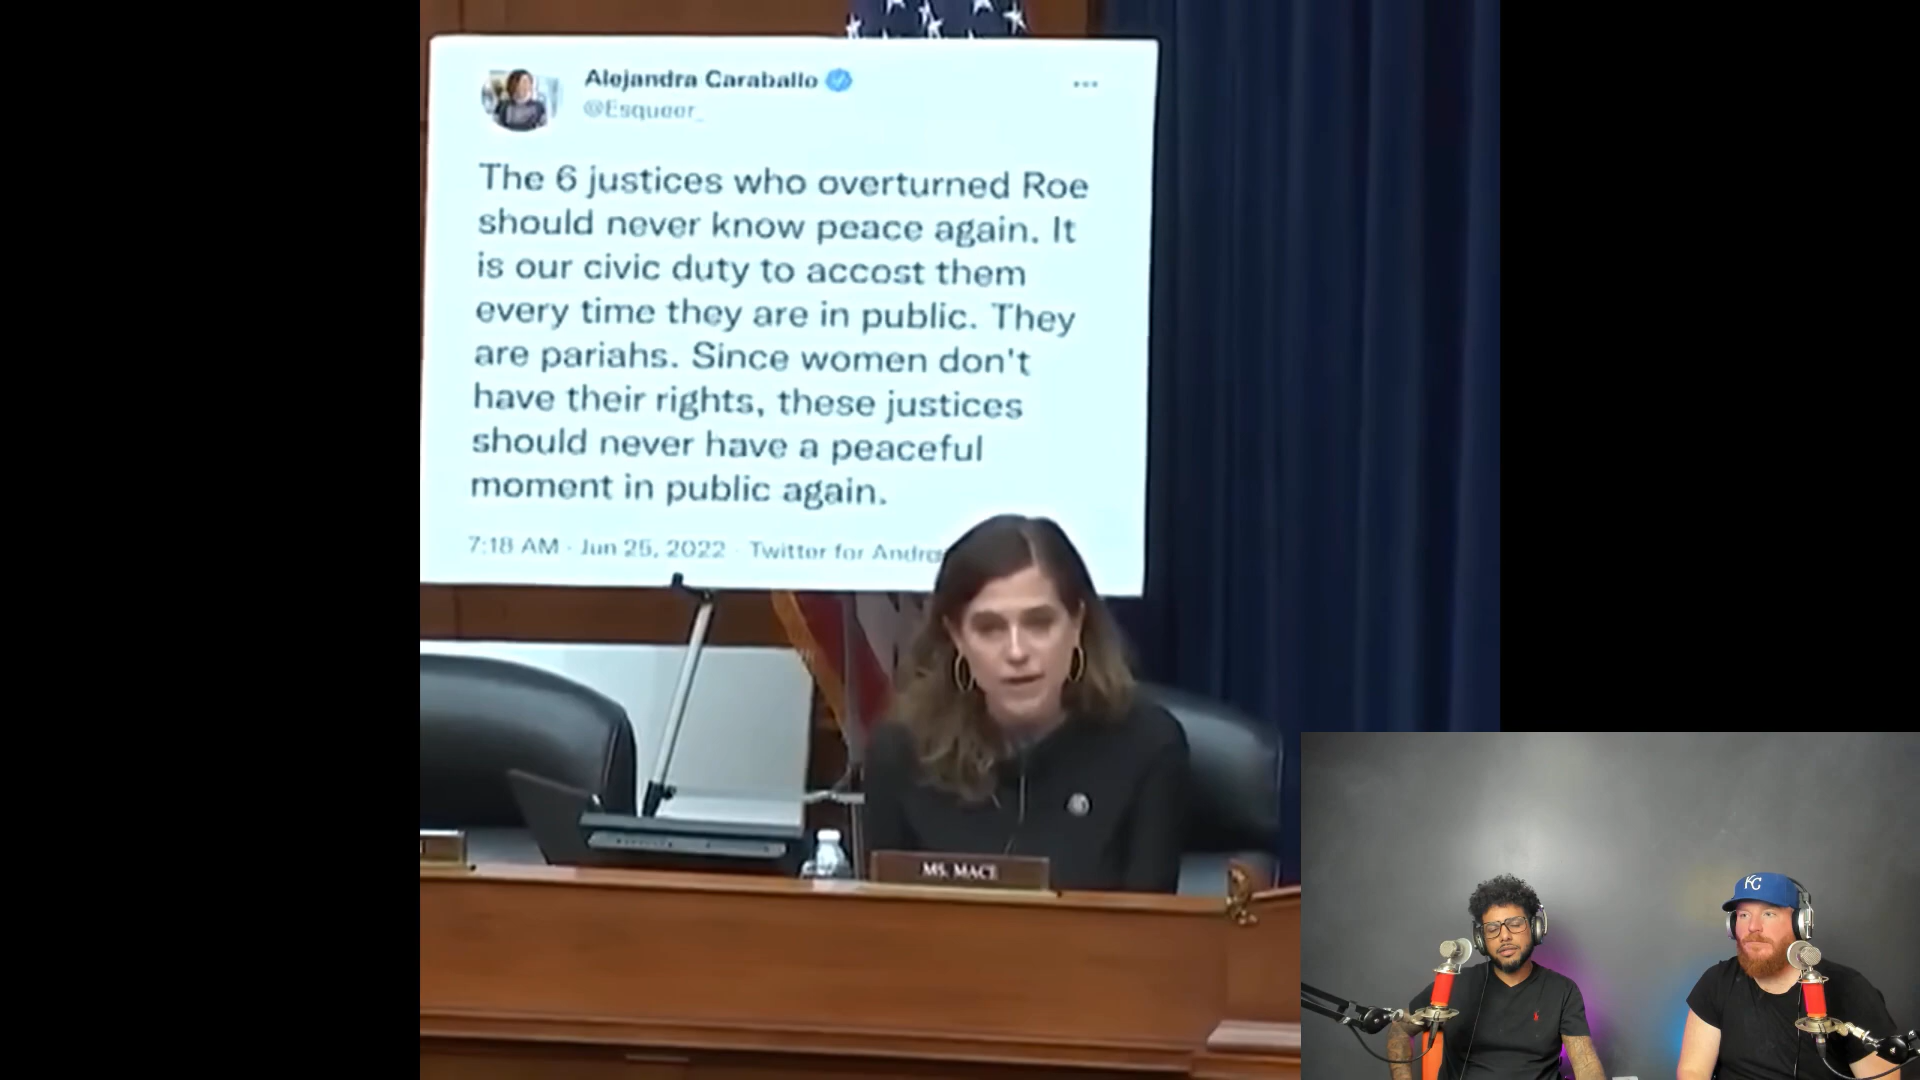 Alejandra Caraballo
@Esqueer_
The 6 justices who overturned Roe
should never know peace again. It
is our civic duty to accost them
every time they are in public. They
are pariahs. Since women don't
have their rights, these justices
should never have a peaceful
moment in public again.
7:18 AM · Jun 25, 2022 · Twitter for
MS. MACE
KC